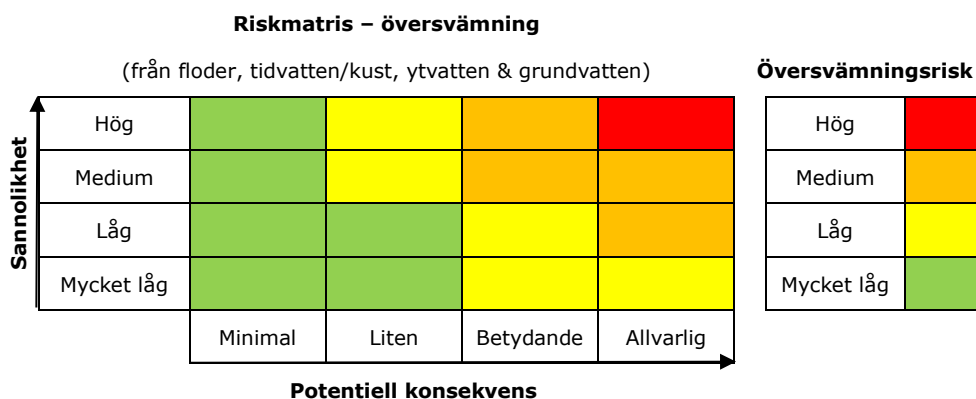 Riskmatris – översvämning
(från floder, tidvatten/kust, ytvatten & grundvatten)
Översvämningsrisk
Sannolikhet
Hög
Medium
Låg
Mycket låg
Minimal
Liten
Betydande
Allvarlig
Potentiell konsekvens
Hög
Medium
Låg
Mycket låg